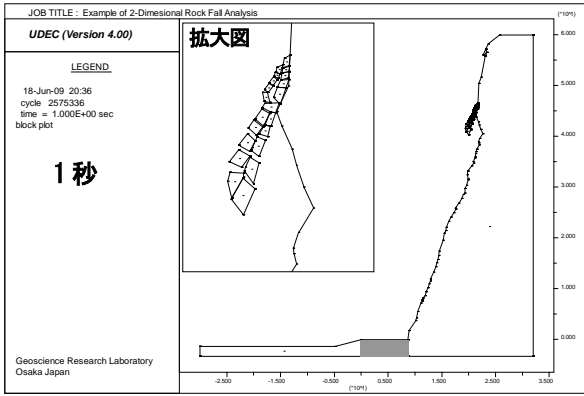 JOB TITLE : Example of 2-Dimesional Rock Fall Analysis
(*10^1)
UDEC (Version 4.00)
LEGEND
18-Jun-09 20:36
cycle 2575336
time = 1.000E+00 sec
block plot
1秒
拡大図
6.000
5.000
4.000
3.000
2.000
1.000
0.000
Geoscience Research Laboratory
Osaka Japan
-2.500 -1.500 -0.500 0.500 1.500 2.500 3.500
(*10^1)